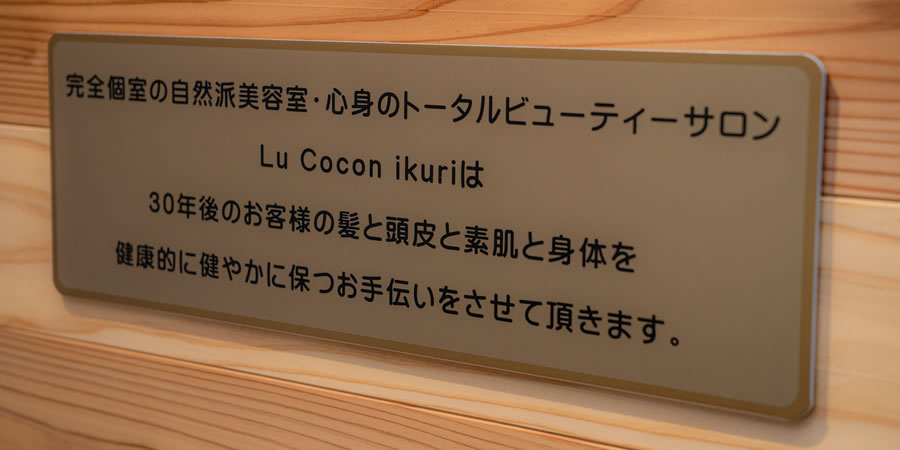 完全個室の自然派美容室・心身のトータルビューティーサロン
Lu Cocon ikuriは
30年後のお客様の髪と頭皮と素肌と身体を
健康的に健やかに保つお手伝いをさせて頂きます。